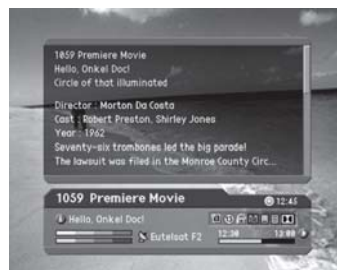 1059 Premiere Movie
Hello, Onkel Doc!
Circle of that illuminated
Director : Morton Da Costa
Cast : Robert Preston, Shirley Jones
Year : 1962
Seventy-six trombones led the big parade!
The lawsuit was filed in the Monroe County Circ...
1059 Premiere Movie 12:45
Hello, Onkel Doc!
Eutelsat F2 12:30 13:00